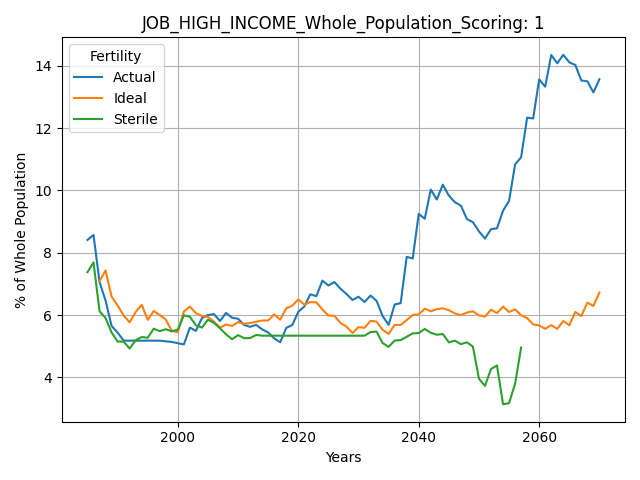 JOB_HIGH_INCOME_Whole_Population_Scoring: 1
Fertility
Actual
Ideal
Sterile
% of Whole Population
14
12
10
8
6
4
2000 2020 2040 2060
Years